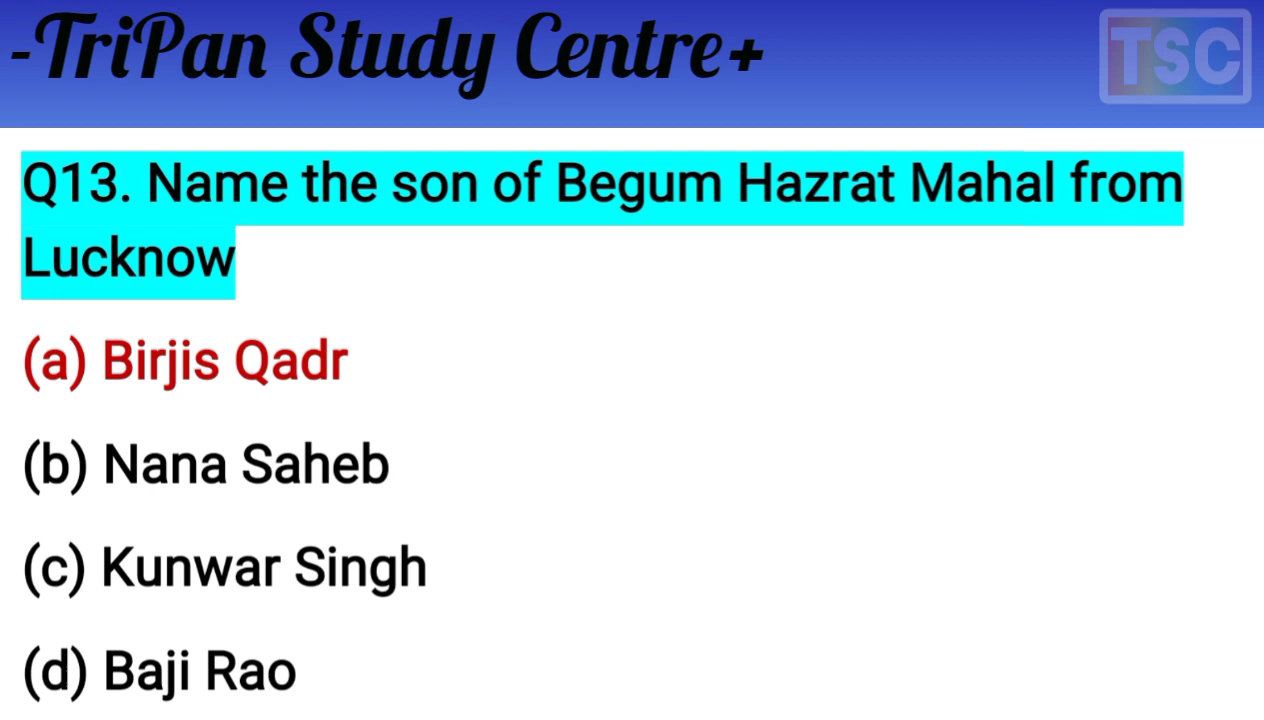 -TriPan Study Centre+
TSC
Q13. Name the son of Begum Hazrat Mahal from
Lucknow
(a) Birjis Qadr
(b) Nana Saheb
(c) Kunwar Singh
(d) Baji Rao